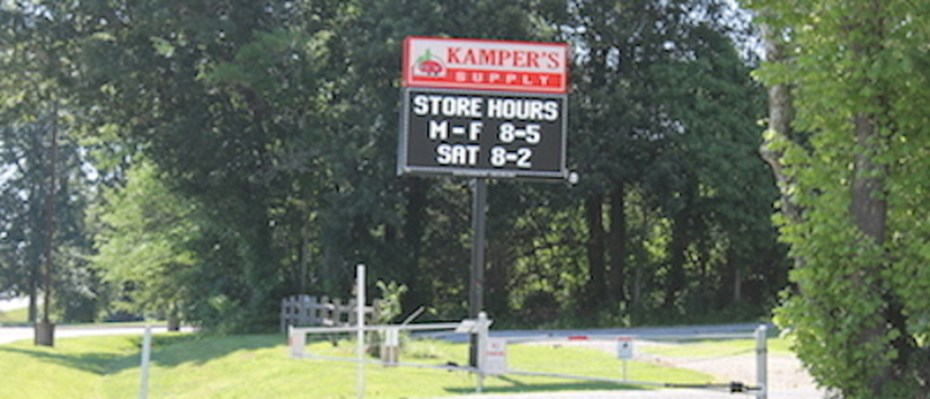 KAMPER'S
SUPPLY
STORE HOURS
M-F 8-5
SAT 8-2